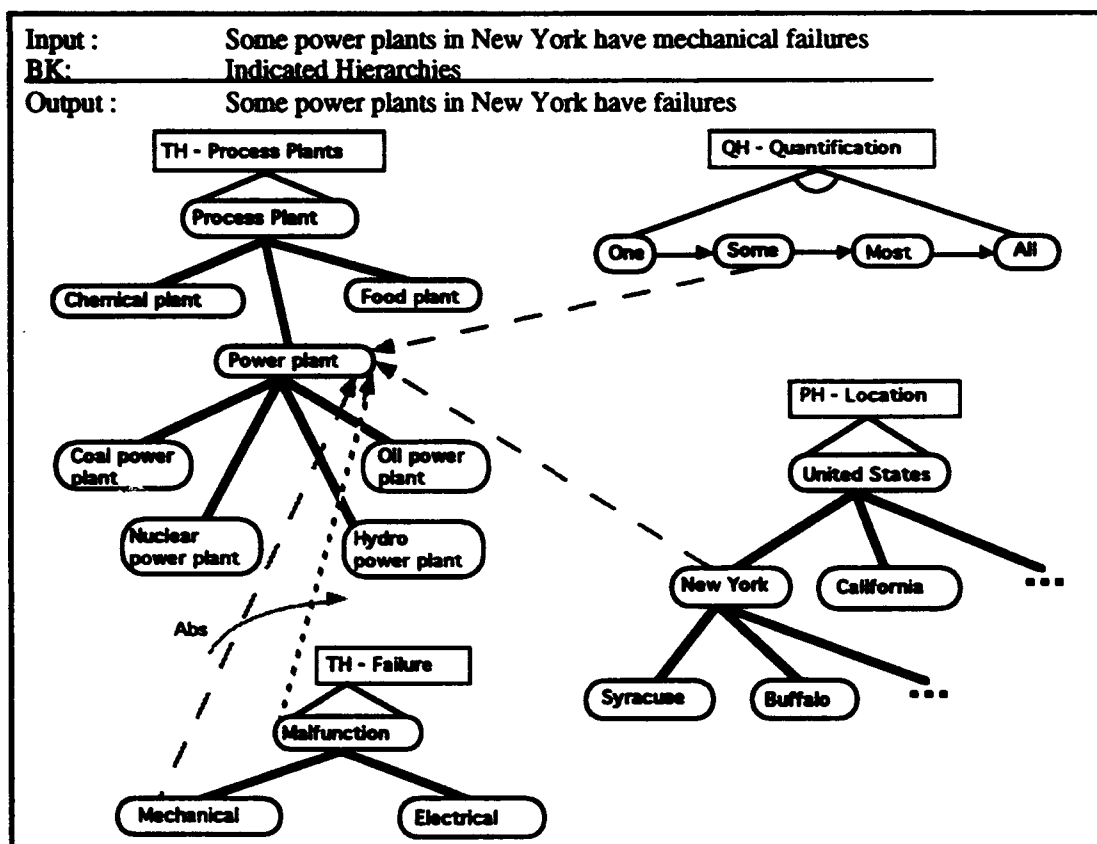 Input : Some power plants in New York have mechanical failures
BK: Indicated Hierarchies
Output : Some power plants in New York have failures
TH - Process Plants
QH - Quantification
Process Plant
One
Some
Most
All
Chemical plant
Food plant
Power plant
PH - Location
Coal power
plant
Oil power
plant
United States
Nuclear
power plant
Hydro
power plant
New York
California
...
Abs
TH - Failure
Syracuse
Buffalo
...
Malfunction
Mechanical
Electrical